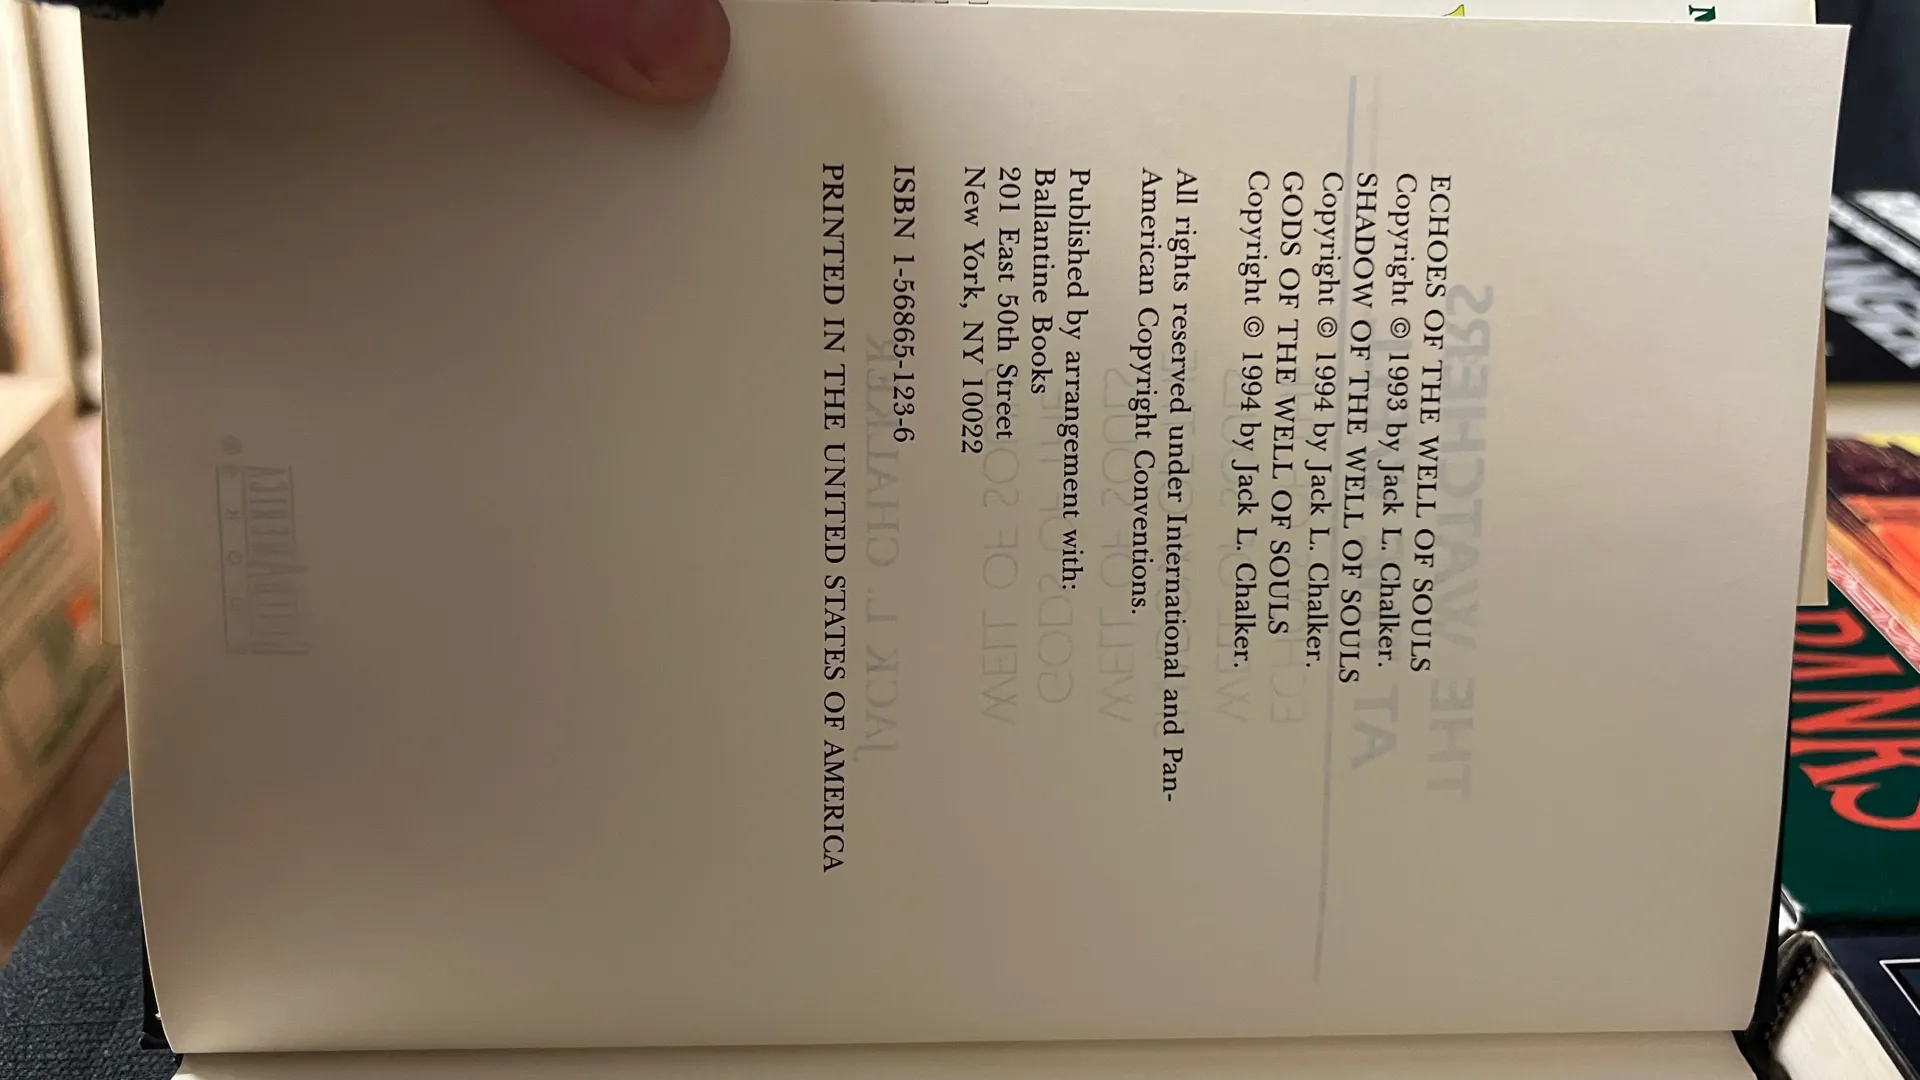 ECHOES OF THE WELL OF SOULS
Copyright © 1993 by Jack L. Chalker.
SHADOW OF THE WELL OF SOULS
Copyright © 1994 by Jack L. Chalker.
GODS OF THE WELL OF SOULS
Copyright © 1994 by Jack L. Chalker.
All rights reserved under International and Pan-
American Copyright Conventions.
Published by arrangement with:
Ballantine Books
201 East 50th Street
New York, NY 10022
ISBN 1-56865-123-6
PRINTED IN THE UNITED STATES OF AMERICA